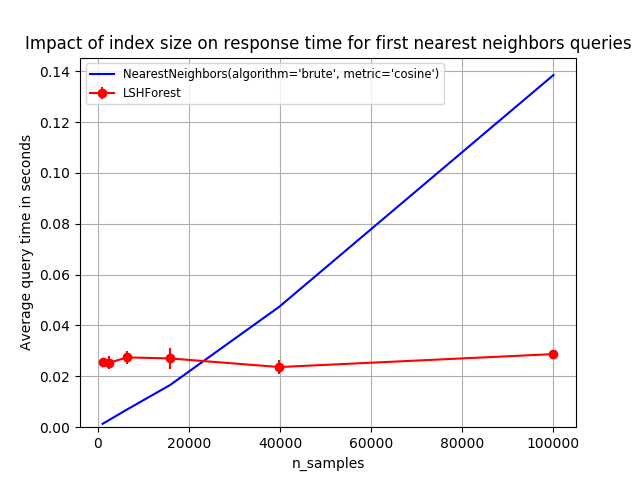 Impact of index size on response time for first nearest neighbors queries
NearestNeighbors(algorithm='brute', metric='cosine')
LSHForest
Average query time in seconds
0.14
0.12
0.10
0.08
0.06
0.04
0.02
0.00
0 20000 40000 60000 80000 100000
n_samples